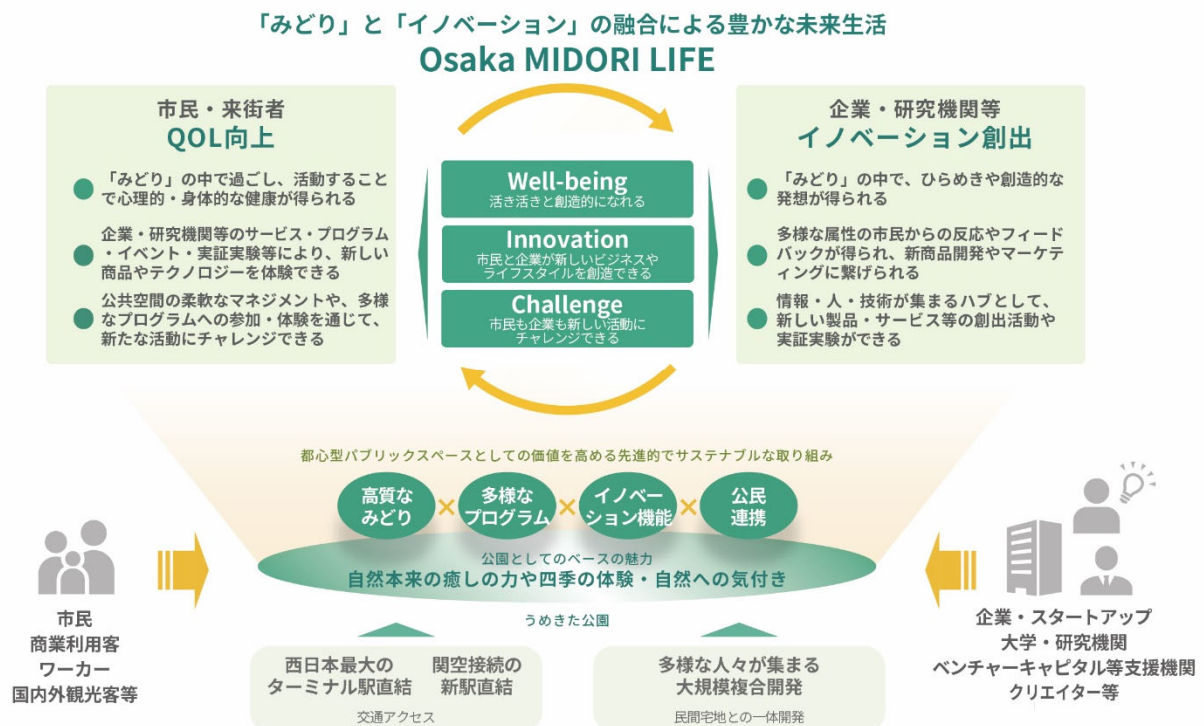 「みどり」と「イノベーション」の融合による豊かな未来生活
Osaka MIDORI LIFE
市民・来街者
QOL向上
「みどり」の中で過ごし、活動すること
で心理的・身体的な健康が得られる
企業・研究機関等のサービス・プログラム
・イベント・実証実験等により、新しい
商品やテクノロジーを体験できる
公共空間の柔軟なマネジメントや、多様
なプログラムへの参加・体験を通じて、
新たな活動にチャレンジできる
Well-being
活き活きと創造的になれる
Innovation
市民と企業が新しいビジネスや
ライフスタイルを創造できる
Challenge
市民も企業も新しい活動に
チャレンジできる
企業・研究機関等
イノベーション創出
「みどり」の中で、ひらめきや創造的な
発想が得られる
多様な属性の市民からの反応やフィード
バックが得られ、新商品開発やマーケ
ティングに繋げられる
情報・人・技術が集まるハブとして、
新しい製品・サービス等の創出活動や
実証実験ができる
都心型パブリックスペースとしての価値を高める先進的でサステナブルな取り組み
高質な
みどり
×
多様な
プログラム
×
イノベー
ション機能
×
公民
連携
公園としてのベースの魅力
自然本来の癒しの力や四季の体験・自然への気付き
うめきた公園
市民
商業利用客
ワーカー
国内外観光客等
西日本最大の
ターミナル駅直結
関空接続の
新駅直結
交通アクセス
多様な人々が集まる
大規模複合開発
民間宅地との一体開発
企業・スタートアップ
大学・研究機関
ベンチャーキャピタル等支援機関
クリエイター等